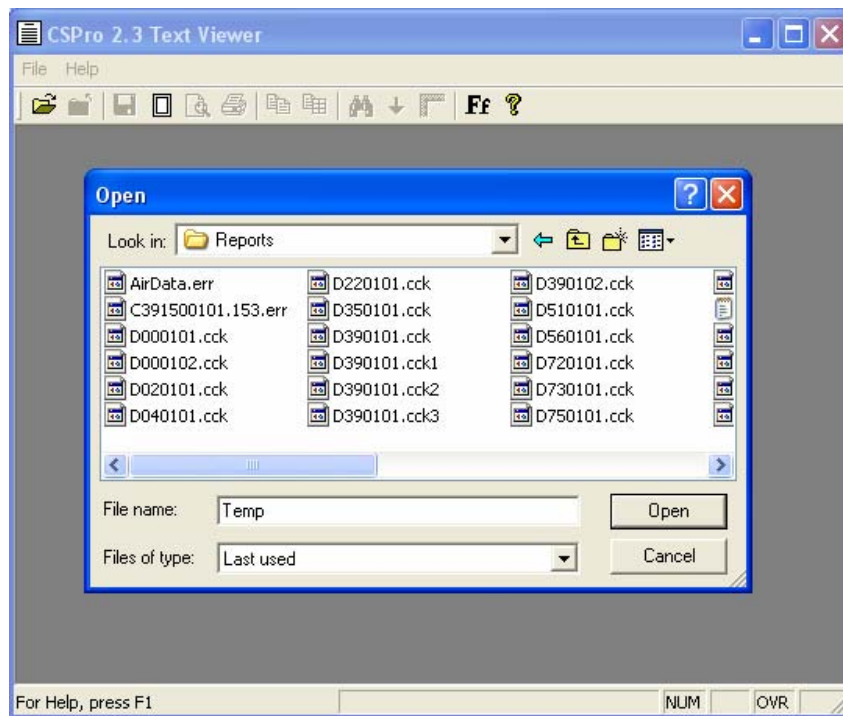 CSPro 2.3 Text Viewer
File Help
Ff
Open
Look in: Reports
AirData.err D220101.cck D390102.cck
C391500101.153.err D350101.cck D510101.cck
D000101.cck D390101.cck D560101.cck
D000102.cck D390101.cck1 D720101.cck
D020101.cck D390101.cck2 D730101.cck
D040101.cck D390101.cck3 D750101.cck
File name: Temp Open
Files of type: Last used Cancel
For Help, press F1 NUM OVR